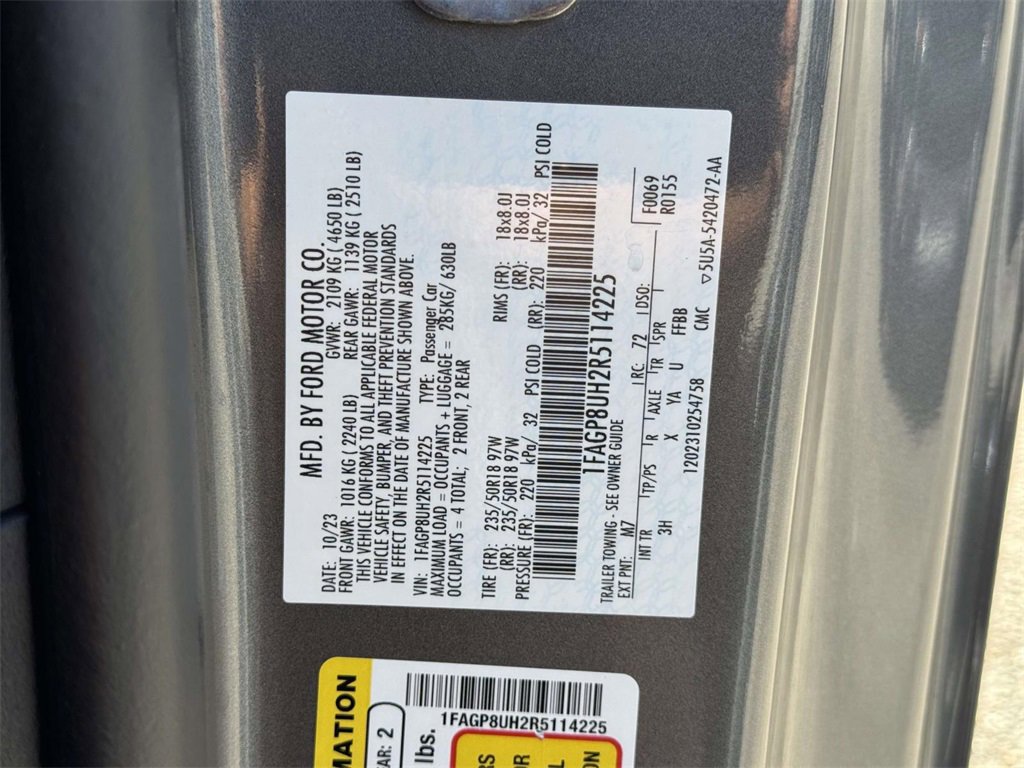 MFD. BY FORD MOTOR CO.
DATE: 10/23 GVWR: 2109 KG ( 4650 LB)
FRONT GAWR: 1016 KG ( 2240 LB) REAR GAWR: 1139 KG ( 2510 LB)
THIS VEHICLE CONFORMS TO ALL APPLICABLE FEDERAL MOTOR
VEHICLE SAFETY, BUMPER, AND THEFT PREVENTION STANDARDS
IN EFFECT ON THE DATE OF MANUFACTURE SHOWN ABOVE.
VIN: 1FAGP8UH2R5114225 TYPE: Passenger Car
MAXIMUM LOAD = OCCUPANTS + LUGGAGE = 285KG/ 630LB
OCCUPANTS = 4 TOTAL; 2 FRONT, 2 REAR
TIRE (FR): 235/50R18 97W RIMS (FR): 18x8.0J
(RR): 235/50R18 97W (RR): 18x8.0J
PRESSURE (FR): 220 kPa/ 32 PSI COLD (RR): 220 kPa/ 32 PSI COLD
1FAGP8UH2R5114225
TRAILER TOWING - SEE OWNER GUIDE
EXT PNT: M7 RC: 72 DSO: F0069
R0155
INT TR TP/PS R AXLE TR SPR
3H X YA U FFBB
120231025475B CMC ▽5U5A-5420472-AA
MATION
AR: 2
lbs.
1FAGP8UH2R5114225
RS
OR
L
ON